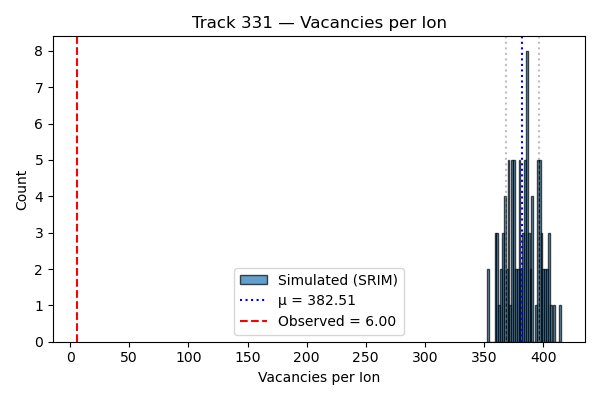 Track 331 — Vacancies per Ion
Count
8
7
6
5
4
3
2
1
0
Simulated (SRIM)
μ = 382.51
Observed = 6.00
0 50 100 150 200 250 300 350 400
Vacancies per Ion